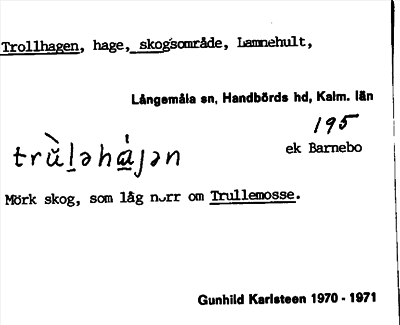 Trollhagen, hage, skogsområde, Lamnehult,
Långemåla sn, Handbörds hd, Kalm. län
195
trùləhájən
ek Barnebo
Mörk skog, som låg norr om Trullemosse.
Gunhild Karlsteen 1970 - 1971